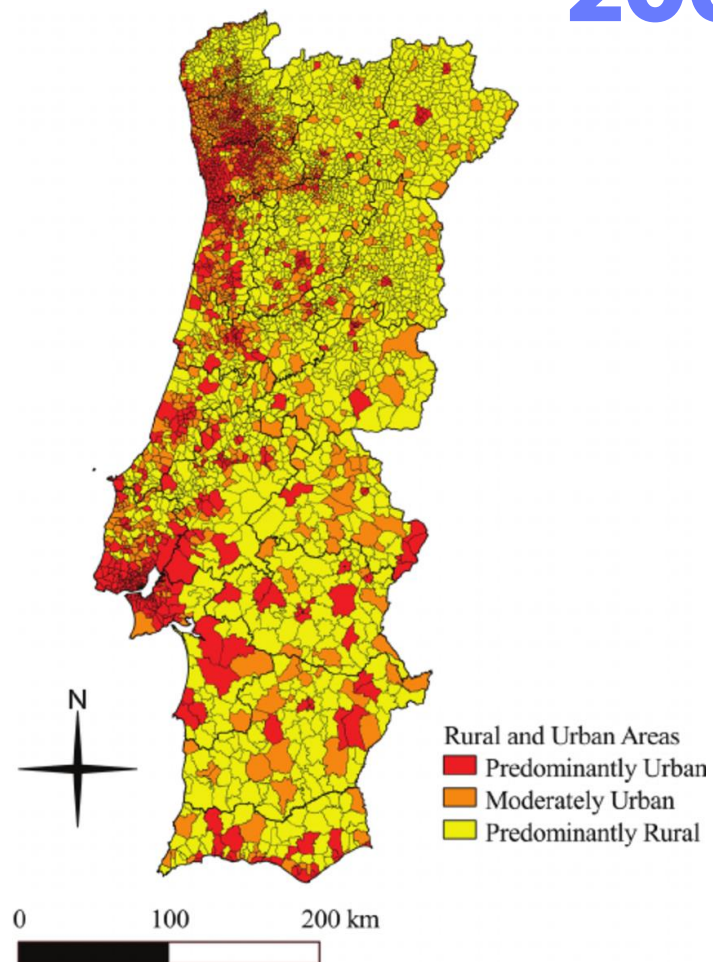 N
Rural and Urban Areas
Predominantly Urban
Moderately Urban
Predominantly Rural
0 100 200 km